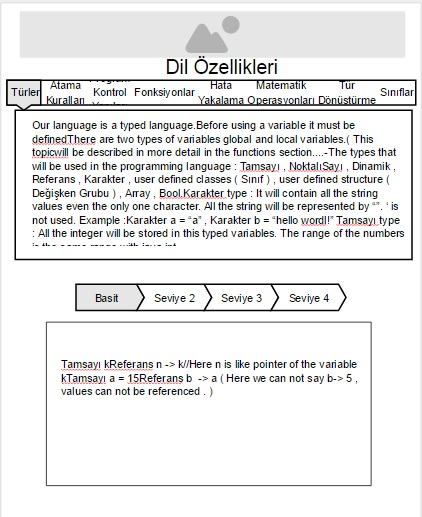 Dil Özellikleri
Türler
Atama
Kuralları
Kontrol
Fonksiyonlar
Hata
Yakalama
Matematik
Operasyonları
Tür
Dönüştürme
Sınıflar
Our language is a typed language.Before using a variable it must be
definedThere are two types of variables global and local variables.( This
topicwill be described in more detail in the functions section....-The types that
will be used in the programming language : Tamsayı , NoktalıSayı , Dinamik ,
Referans , Karakter , user defined classes ( Sınıf ) , user defined structure (
Değişken Grubu ) , Array , Bool.Karakter type : It will contain all the string
values even the only one character. All the string will be represented by “”. ‘ is
not used. Example :Karakter a = “a” , Karakter b = “hello wordl!” Tamsayı type
: All the integer will be stored in this typed variables. The range of the numbers
is the same range with java int
Basit
Seviye 2
Seviye 3
Seviye 4
Tamsayı kReferans n -> k//Here n is like pointer of the variable
kTamsayı a = 15Referans b -> a ( Here we can not say b-> 5 ,
values can not be referenced . )